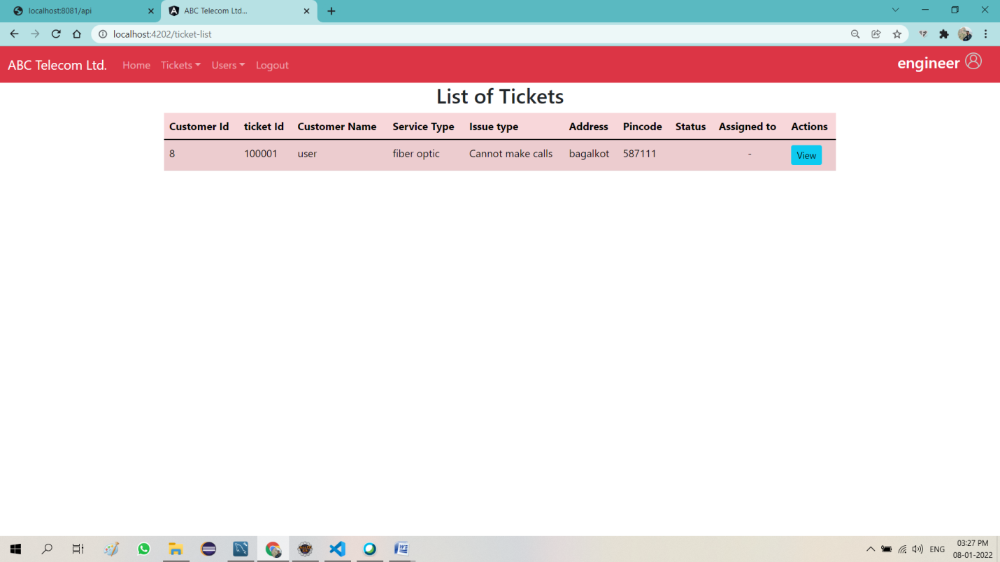 localhost:8081/api
ABC Telecom Ltd...
localhost:4202/ticket-list
ABC Telecom Ltd. Home Tickets Users Logout engineer
List of Tickets
Customer Id ticket Id Customer Name Service Type Issue type Address Pincode Status Assigned to Actions
8 100001 user fiber optic Cannot make calls bagalkot 587111 - View
ENG 03:27 PM
08-01-2022